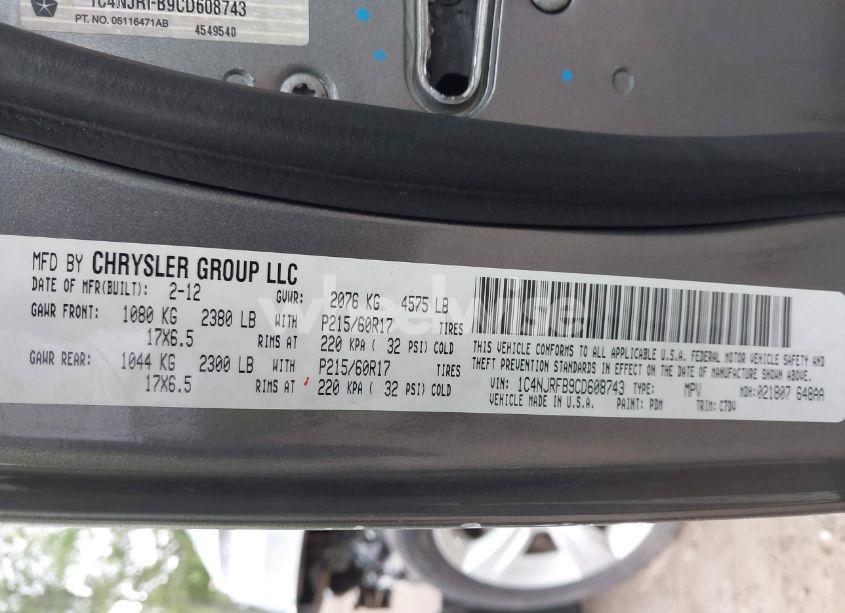 1C4NJRFB9CD608743
PT. NO. 05116471AB 4549540
MFD BY CHRYSLER GROUP LLC
DATE OF MFR(BUILT): 2-12 GVWR: 2076 KG 4575 LB
GAWR FRONT: 1080 KG 2380 LB WITH P215/60R17 TIRES
17X6.5 RIMS AT 220 KPA ( 32 PSI) COLD
GAWR REAR: 1044 KG 2300 LB WITH P215/60R17 TIRES
17X6.5 RIMS AT 220 KPA ( 32 PSI) COLD
THIS VEHICLE CONFORMS TO ALL APPLICABLE U.S.A. FEDERAL MOTOR VEHICLE SAFETY AND
THEFT PREVENTION STANDARDS IN EFFECT ON THE DATE OF MANUFACTURE SHOWN ABOVE.
VIN: 1C4NJRFB9CD608743 TYPE: MPV MDH:021807 648AA
VEHICLE MADE IN U.S.A. PAINT: PDM TRIM: C7DV
wheelwise